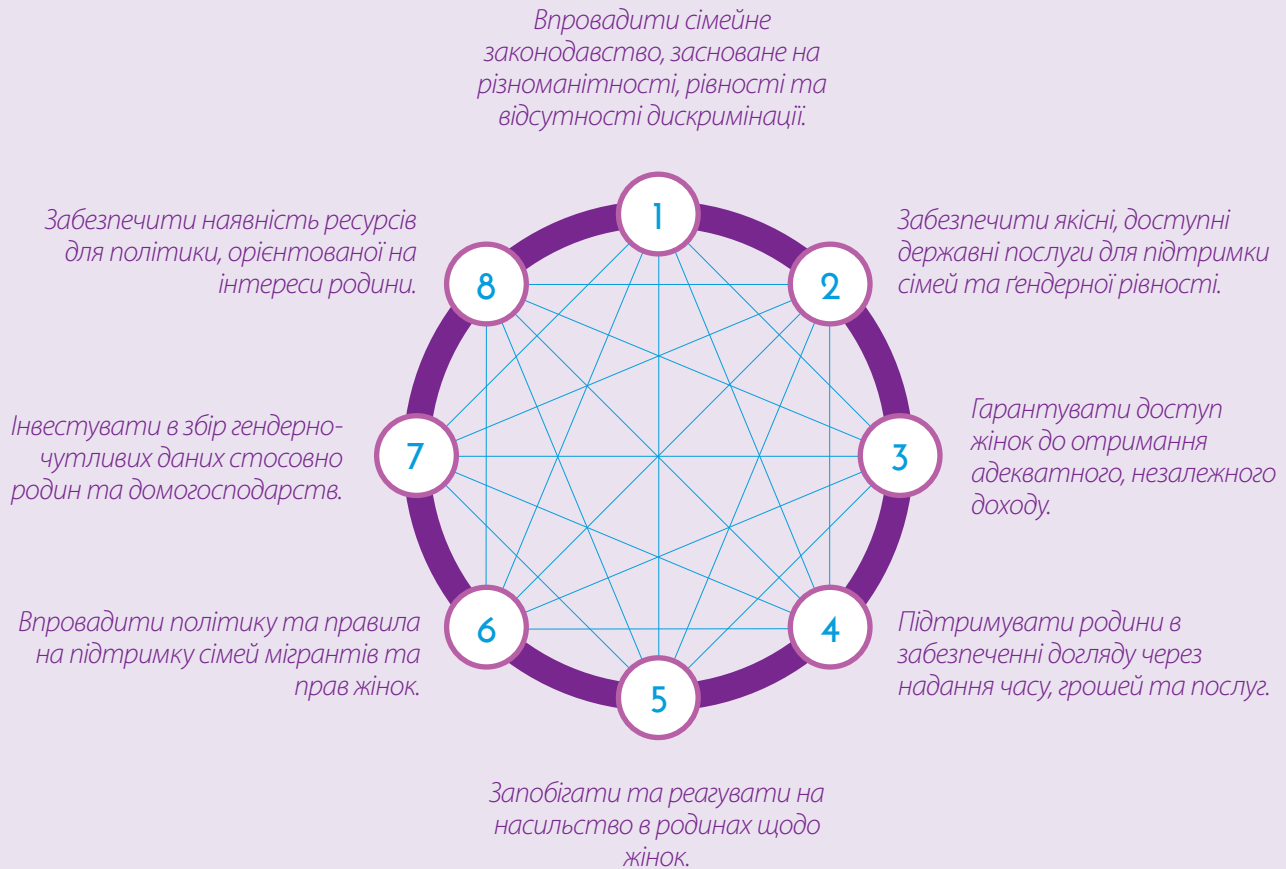 Впровадити сімейне
законодавство, засноване на
різноманітності, рівності та
відсутності дискримінації.
1
Забезпечити якісні, доступні
державні послуги для підтримки
сімей та ґендерної рівності.
2
Гарантувати доступ
жінок до отримання
адекватного, незалежного
доходу.
3
Підтримувати родини в
забезпеченні догляду через
надання часу, грошей та послуг.
4
5
Запобігати та реагувати на
насильство в родинах щодо
жінок.
Впровадити політику та правила
на підтримку сімей мігрантів та
прав жінок.
6
Інвестувати в збір гендерно-
чутливих даних стосовно
родин та домогосподарств.
7
Забезпечити наявність ресурсів
для політики, орієнтованої на
інтереси родини.
8